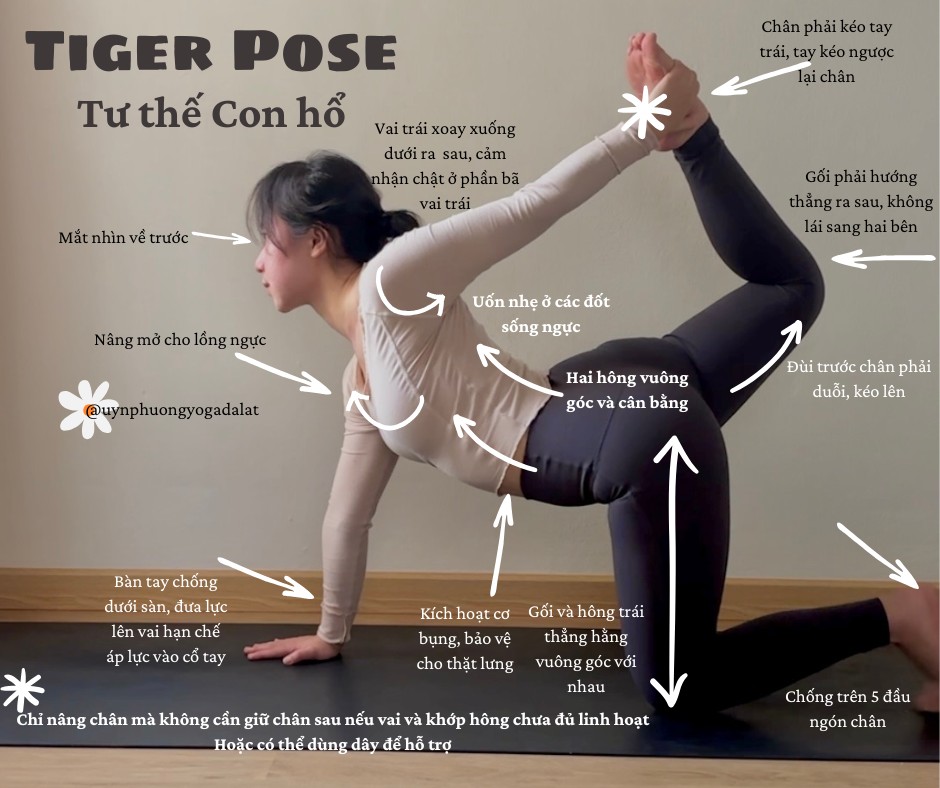 TIGER POSE
Tư thế Con hổ
Chân phải kéo tay
trái, tay kéo ngược
lại chân
Vai trái xoay xuống
dưới ra sau, cảm
nhận chật ở phần bã
vai trái
Gối phải hướng
thẳng ra sau, không
lái sang hai bên
Mắt nhìn về trước
Uốn nhẹ ở các đốt
sống ngực
Nâng mở cho lồng ngực
Hai hông vuông
góc và cân bằng
Đùi trước chân phải
duỗi, kéo lên
@uynphuongyogadalat
Bàn tay chống
dưới sàn, đưa lực
lên vai hạn chế
áp lực vào cổ tay
Kích hoạt cơ
bụng, bảo vệ
cho thặt lưng
Gối và hông trái
thẳng hằng
vuông góc với
nhau
Chống trên 5 đầu
ngón chân
Chỉ nâng chân mà không cần giữ chân sau nếu vai và khớp hông chưa đủ linh hoạt
Hoặc có thể dùng dây để hỗ trợ